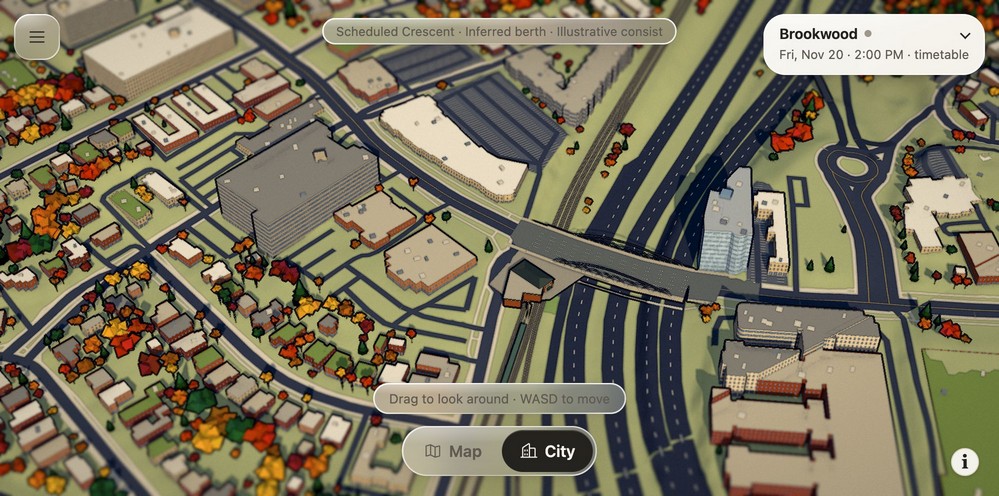 Scheduled Crescent · Inferred berth · Illustrative consist
Brookwood
Fri, Nov 20 · 2:00 PM · timetable
Drag to look around · WASD to move
Map
City
i